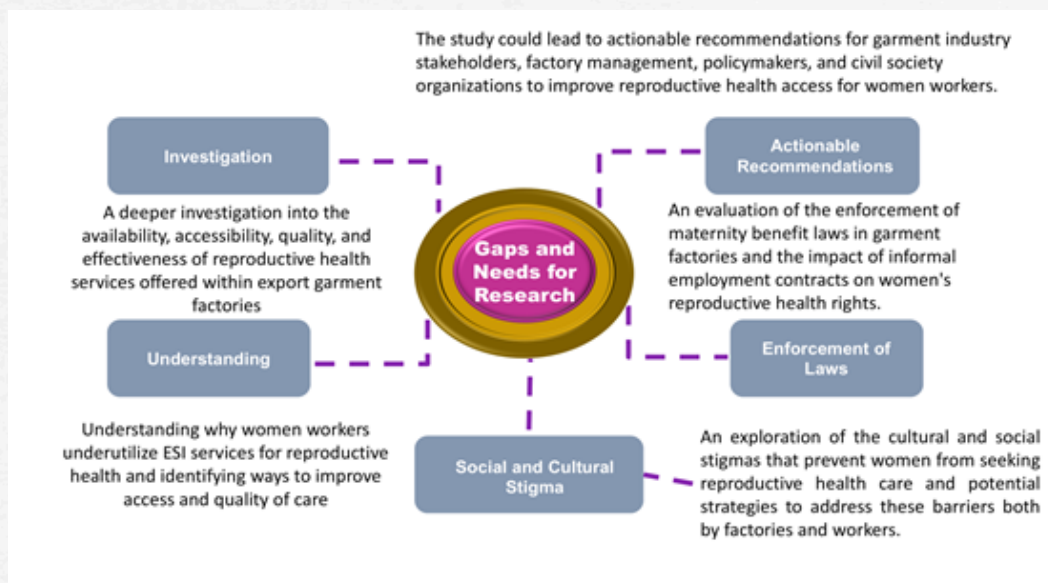 The study could lead to actionable recommendations for garment industry
stakeholders, factory management, policymakers, and civil society
organizations to improve reproductive health access for women workers.
Investigation
A deeper investigation into the
availability, accessibility, quality, and
effectiveness of reproductive health
services offered within export garment
factories
Actionable
Recommendations
An evaluation of the enforcement of
maternity benefit laws in garment
factories and the impact of informal
employment contracts on women's
reproductive health rights.
Gaps and
Needs for
Research
Understanding
Understanding why women workers
underutilize ESI services for reproductive
health and identifying ways to improve
access and quality of care
Enforcement of
Laws
Social and Cultural
Stigma
An exploration of the cultural and social
stigmas that prevent women from seeking
reproductive health care and potential
strategies to address these barriers both
by factories and workers.